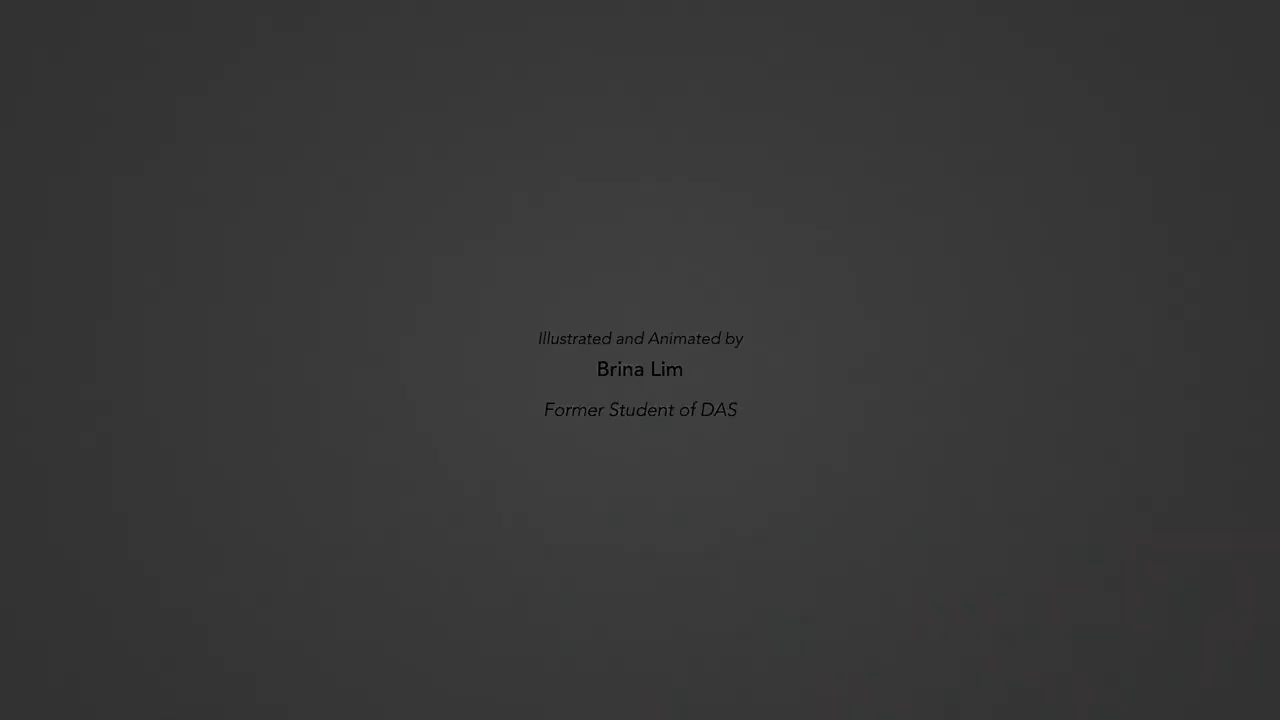 Illustrated and Animated by
Brina Lim
Former Student of DAS